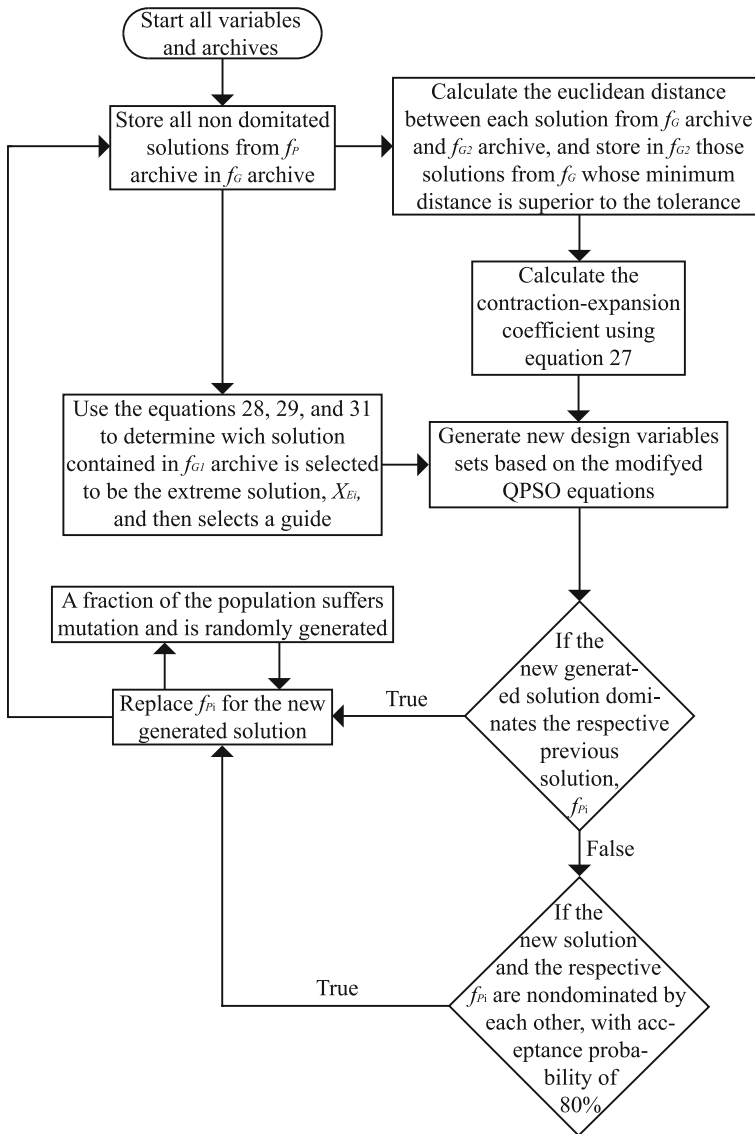 Start all variables
and archives
Store all non domitated
solutions from fP
archive in fG archive
Calculate the euclidean distance
between each solution from fG archive
and fG2 archive, and store in fG2 those
solutions from fG whose minimum
distance is superior to the tolerance
Calculate the
contraction-expansion
coefficient using
equation 27
Use the equations 28, 29, and 31
to determine wich solution
contained in fG1 archive is selected
to be the extreme solution, XEi,
and then selects a guide
Generate new design variables
sets based on the modifyed
QPSO equations
A fraction of the population suffers
mutation and is randomly generated
Replace fPi for the new
generated solution
True
If the
new generat-
ed solution domi-
nates the respective
previous
solution,
fPi
False
If the
new solution
and the respective
fPi are nondominated by
each other, with acc-
eptance proba-
bility of
80%
True